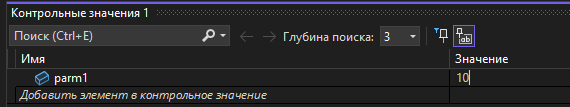 Контрольные значения 1
Поиск (Ctrl+E) Глубина поиска: 3
Имя Значение
parm1 10
Добавить элемент в контрольное значение